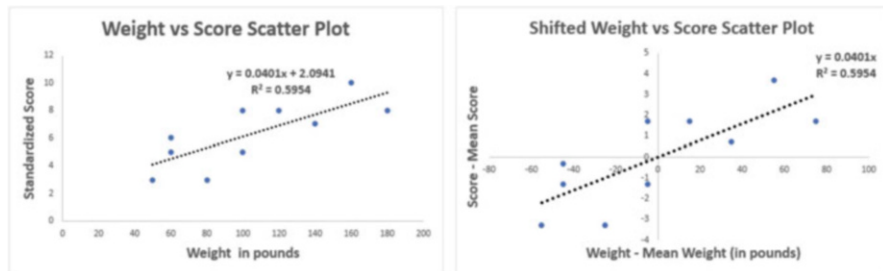 Weight vs Score Scatter Plot
12
10
8
6
4
2
0
Standardized Score
y = 0.0401x + 2.0941
R² = 0.5954
0 20 40 60 80 100 120 140 160 180 200
Weight in pounds
Shifted Weight vs Score Scatter Plot
y = 0.0401x
R² = 0.5954
5
4
3
2
1
0
-1
-2
-3
-4
-80 -60 -40 -20 0 20 40 60 80 100
Score - Mean Score
Weight - Mean Weight (in pounds)